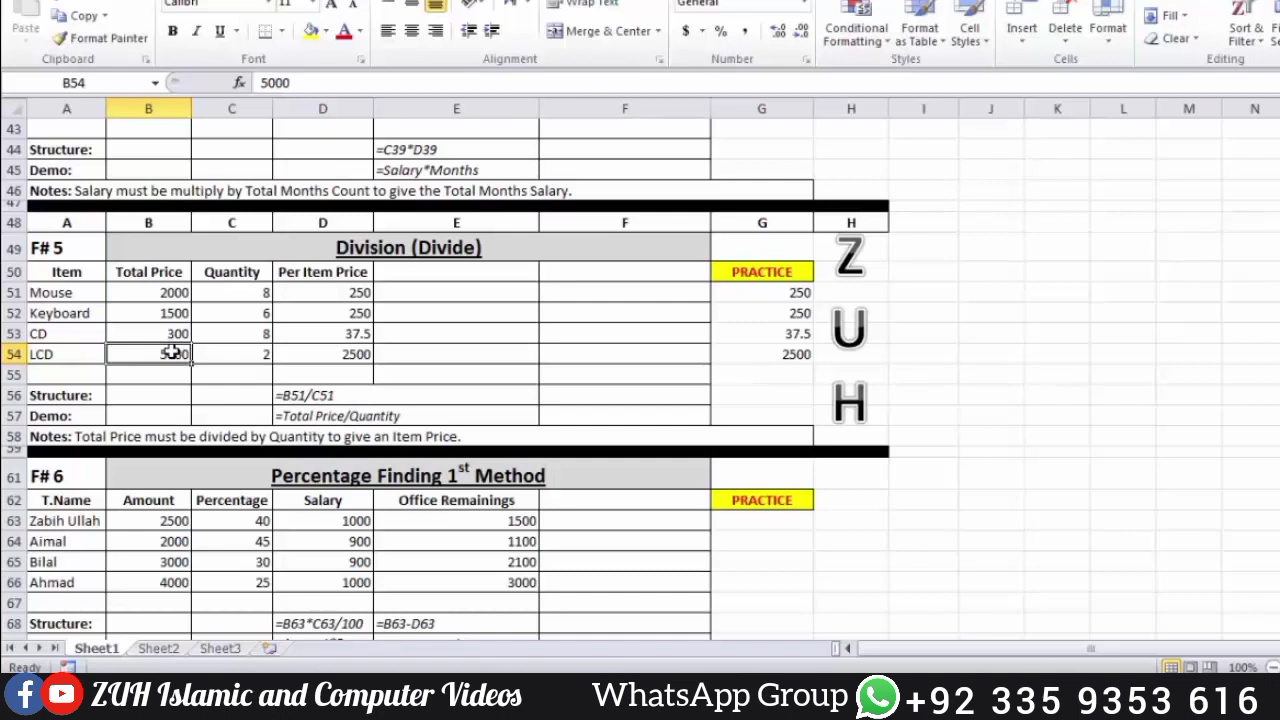 Calibri 11 General
Paste Copy Format Painter B I U Wrap Text Merge & Center $ % , Conditional Formatting Format as Table Cell Styles Insert Delete Format Fill Clear Sort & Filter
Clipboard Font Alignment Number Styles Cells Editing
B54 fx 5000
A B C D E F G H I J K L M N
43
44 Structure: =C39*D39
45 Demo: =Salary*Months
46 Notes: Salary must be multiply by Total Months Count to give the Total Months Salary.
47
48 A B C D E F G H
49 F# 5 Division (Divide) Z
50 Item Total Price Quantity Per Item Price PRACTICE
51 Mouse 2000 8 250 250
52 Keyboard 1500 6 250 250 U
53 CD 300 8 37.5 37.5
54 LCD 5000 2 2500 2500
55
56 Structure: =B51/C51 H
57 Demo: =Total Price/Quantity
58 Notes: Total Price must be divided by Quantity to give an Item Price.
59
61 F# 6 Percentage Finding 1st Method
62 T.Name Amount Percentage Salary Office Remainings PRACTICE
63 Zabih Ullah 2500 40 1000 1500
64 Aimal 2000 45 900 1100
65 Bilal 3000 30 900 2100
66 Ahmad 4000 25 1000 3000
67
68 Structure: =B63*C63/100 =B63-D63
Sheet1 Sheet2 Sheet3
Ready 100%
ZUH Islamic and Computer Videos WhatsApp Group +92 335 9353 616